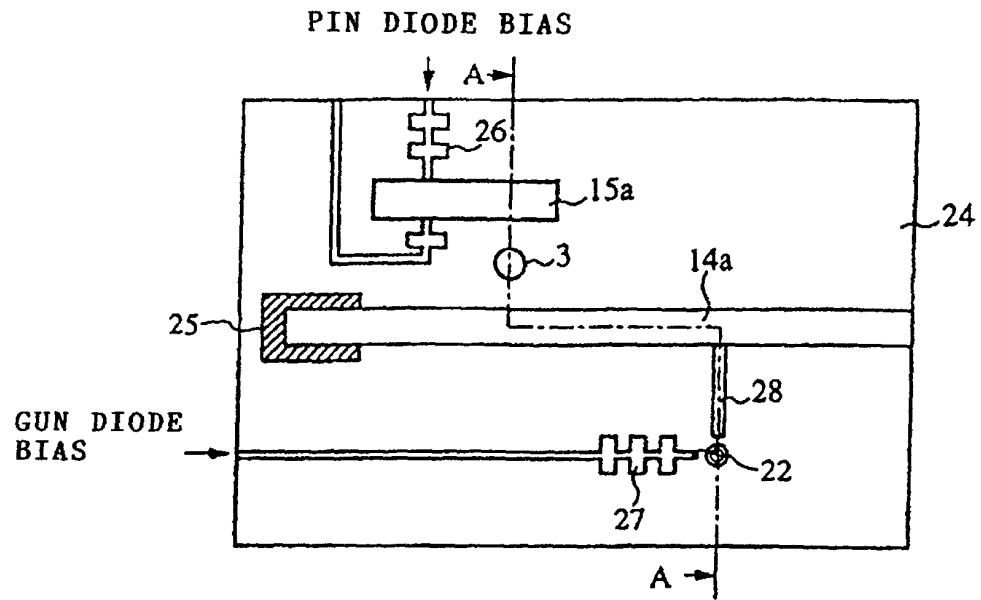 PIN DIODE BIAS
A
26
15a
24
3
14a
25
28
GUN DIODE
BIAS
22
27
A